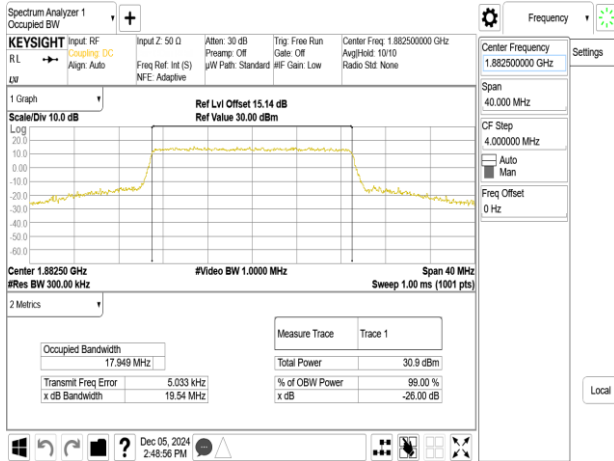 Spectrum Analyzer 1
Occupied BW
KEYSIGHT
RL
LXI
Input: RF
Coupling: DC
Align: Auto
Input Z: 50 Ω
Freq Ref: Int (S)
NFE: Adaptive
Atten: 30 dB
Preamp: Off
µW Path: Standard
Trig: Free Run
Gate: Off
#IF Gain: Low
Center Freq: 1.882500000 GHz
Avg|Hold: 10/10
Radio Std: None
1 Graph
Scale/Div 10.0 dB
Ref Lvl Offset 15.14 dB
Ref Value 30.00 dBm
Log
20.0
10.0
0.00
-10.0
-20.0
-30.0
-40.0
-50.0
-60.0
Center 1.88250 GHz
#Res BW 300.00 kHz
#Video BW 1.0000 MHz
Span 40 MHz
Sweep 1.00 ms (1001 pts)
2 Metrics
Occupied Bandwidth
17.949 MHz
Transmit Freq Error 5.033 kHz
x dB Bandwidth 19.54 MHz
Measure Trace Trace 1
Total Power 30.9 dBm
% of OBW Power 99.00 %
x dB -26.00 dB
Dec 05, 2024
2:48:56 PM
Frequency
Center Frequency
1.882500000 GHz
Span
40.000 MHz
CF Step
4.000000 MHz
Auto
Man
Freq Offset
0 Hz
Settings
Local